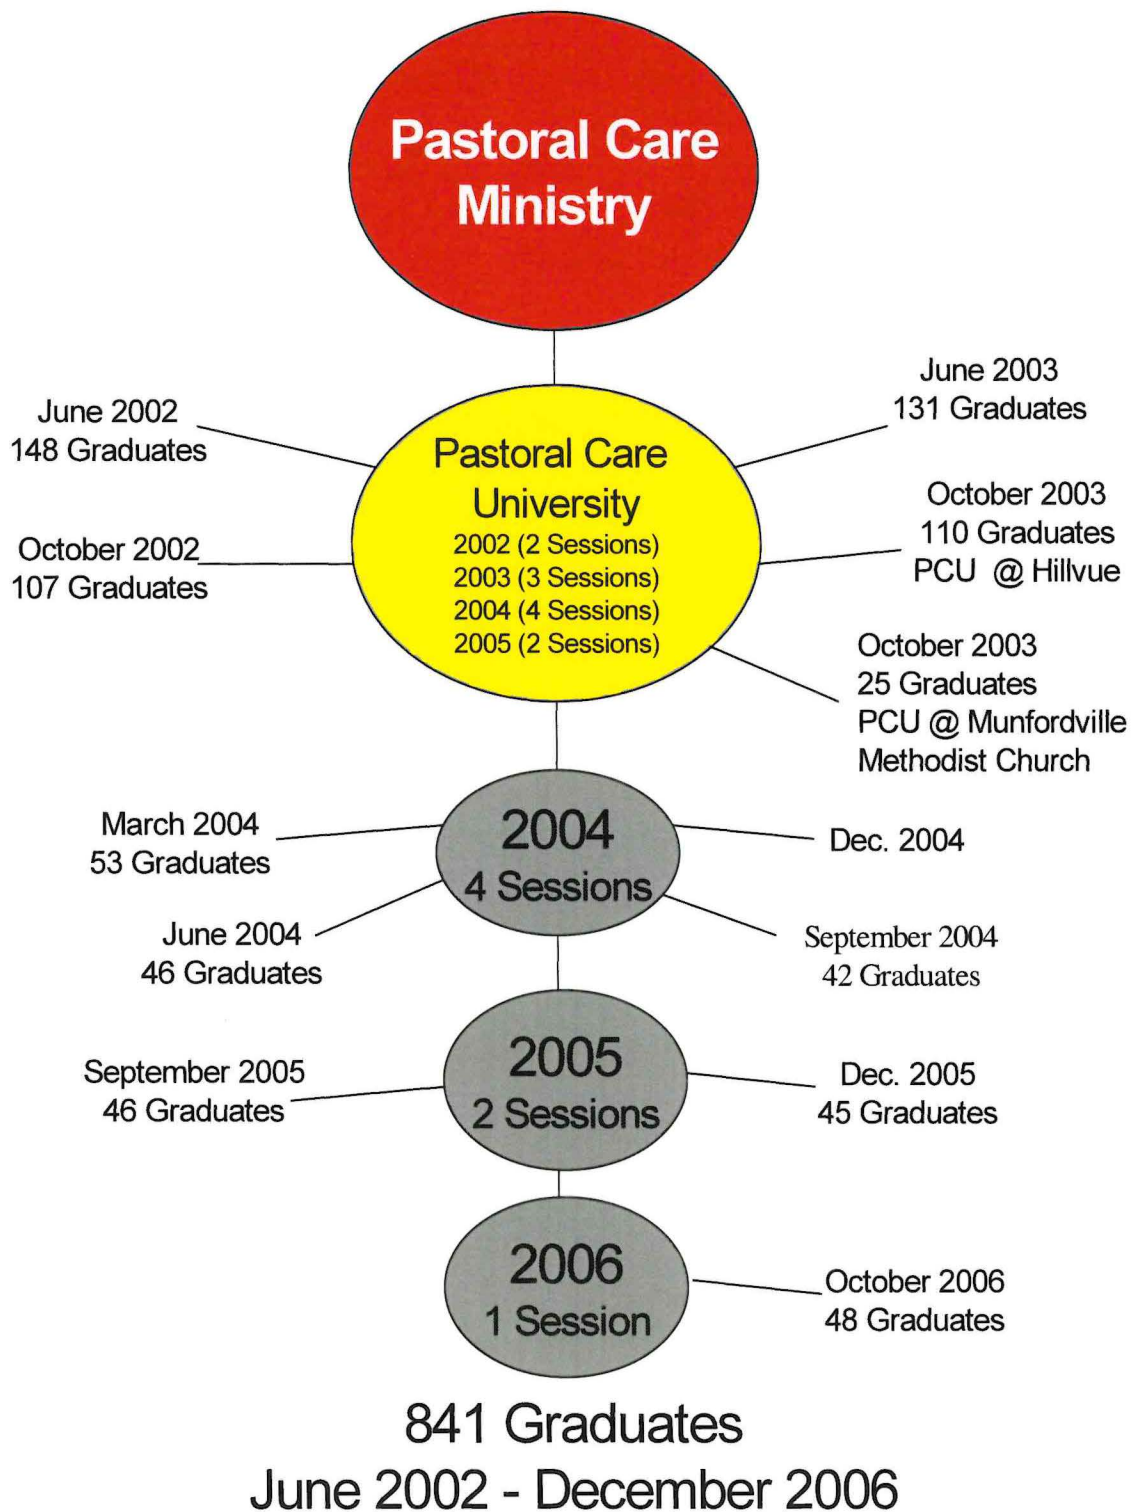 Pastoral Care
Ministry
June 2002
148 Graduates
October 2002
107 Graduates
Pastoral Care
University
2002 (2 Sessions)
2003 (3 Sessions)
2004 (4 Sessions)
2005 (2 Sessions)
June 2003
131 Graduates
October 2003
110 Graduates
PCU @ Hillvue
October 2003
25 Graduates
PCU @ Munfordville
Methodist Church
March 2004
53 Graduates
June 2004
46 Graduates
2004
4 Sessions
Dec. 2004
September 2004
42 Graduates
September 2005
46 Graduates
2005
2 Sessions
Dec. 2005
45 Graduates
2006
1 Session
October 2006
48 Graduates
841 Graduates
June 2002 - December 2006